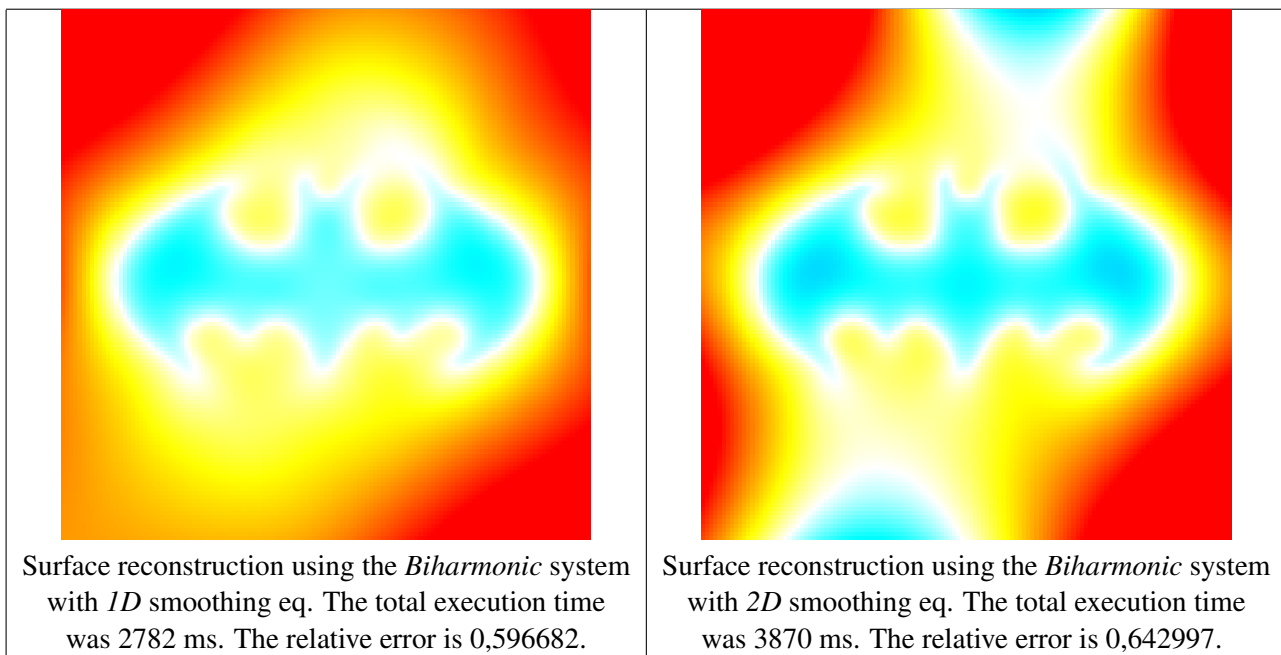 Surface reconstruction using the Biharmonic system
with 1D smoothing eq. The total execution time
was 2782 ms. The relative error is 0,596682.
Surface reconstruction using the Biharmonic system
with 2D smoothing eq. The total execution time
was 3870 ms. The relative error is 0,642997.